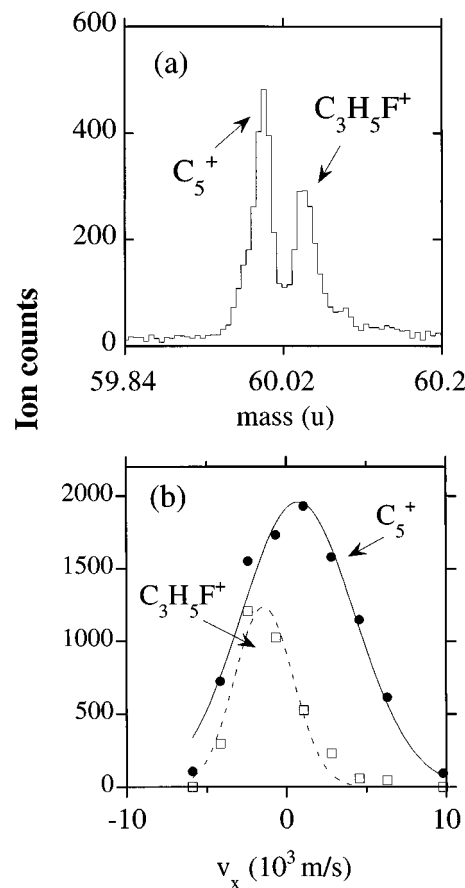 600
(a)
C₃H₅F⁺
C₅⁺
400
200
0
59.84 60.02 60.2
mass (u)
Ion counts
2000
(b)
C₅⁺
1500
C₃H₅F⁺
1000
500
0
-10 0 10
vₓ (10³ m/s)